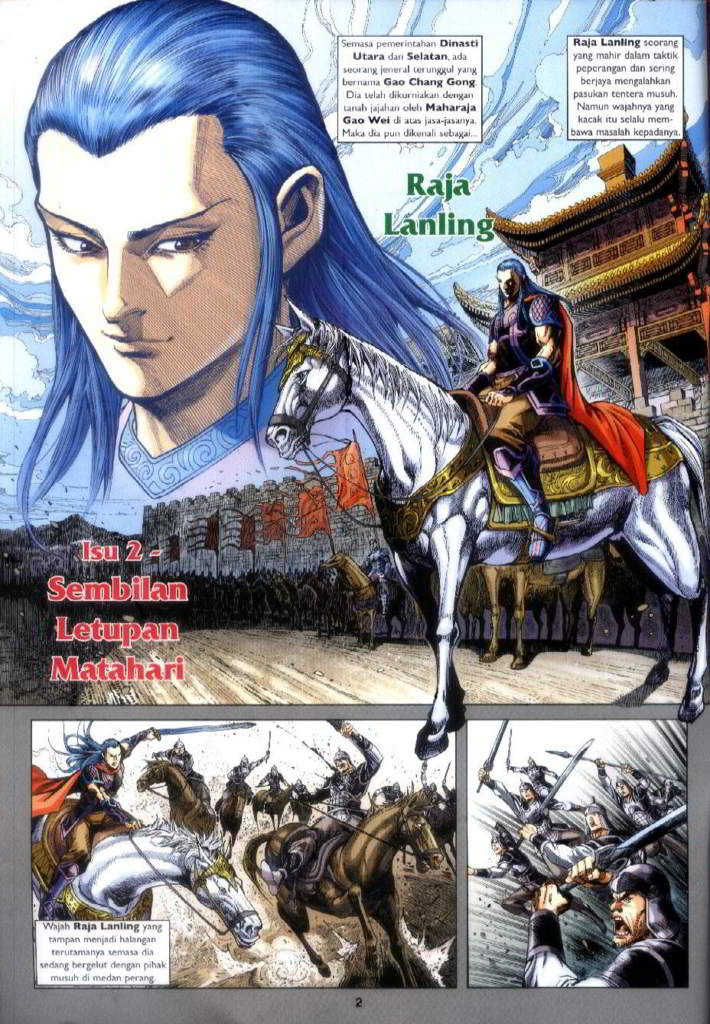 Semasa pemerintahan Dinasti
Utara dan Selatan, ada
seorang jeneral terunggul yang
bernama Gao Chang Gong.
Dia telah dikurniakan dengan
tanah jajahan oleh Maharaja
Gao Wei di atas jasa-jasanya.
Maka dia pun dikenali sebagai...
Raja Lanling seorang
yang mahir dalam taktik
peperangan dan sering
berjaya mengalahkan
pasukan tentera musuh.
Namun wajahnya yang
kacak itu selalu mem-
bawa masalah kepadanya.
Raja
Lanling
Isu 2 -
Sembilan
Letupan
Matahari
Wajah Raja Lanling yang
tampan menjadi halangan
terutamanya semasa dia
sedang bergelut dengan pihak
musuh di medan perang.
2